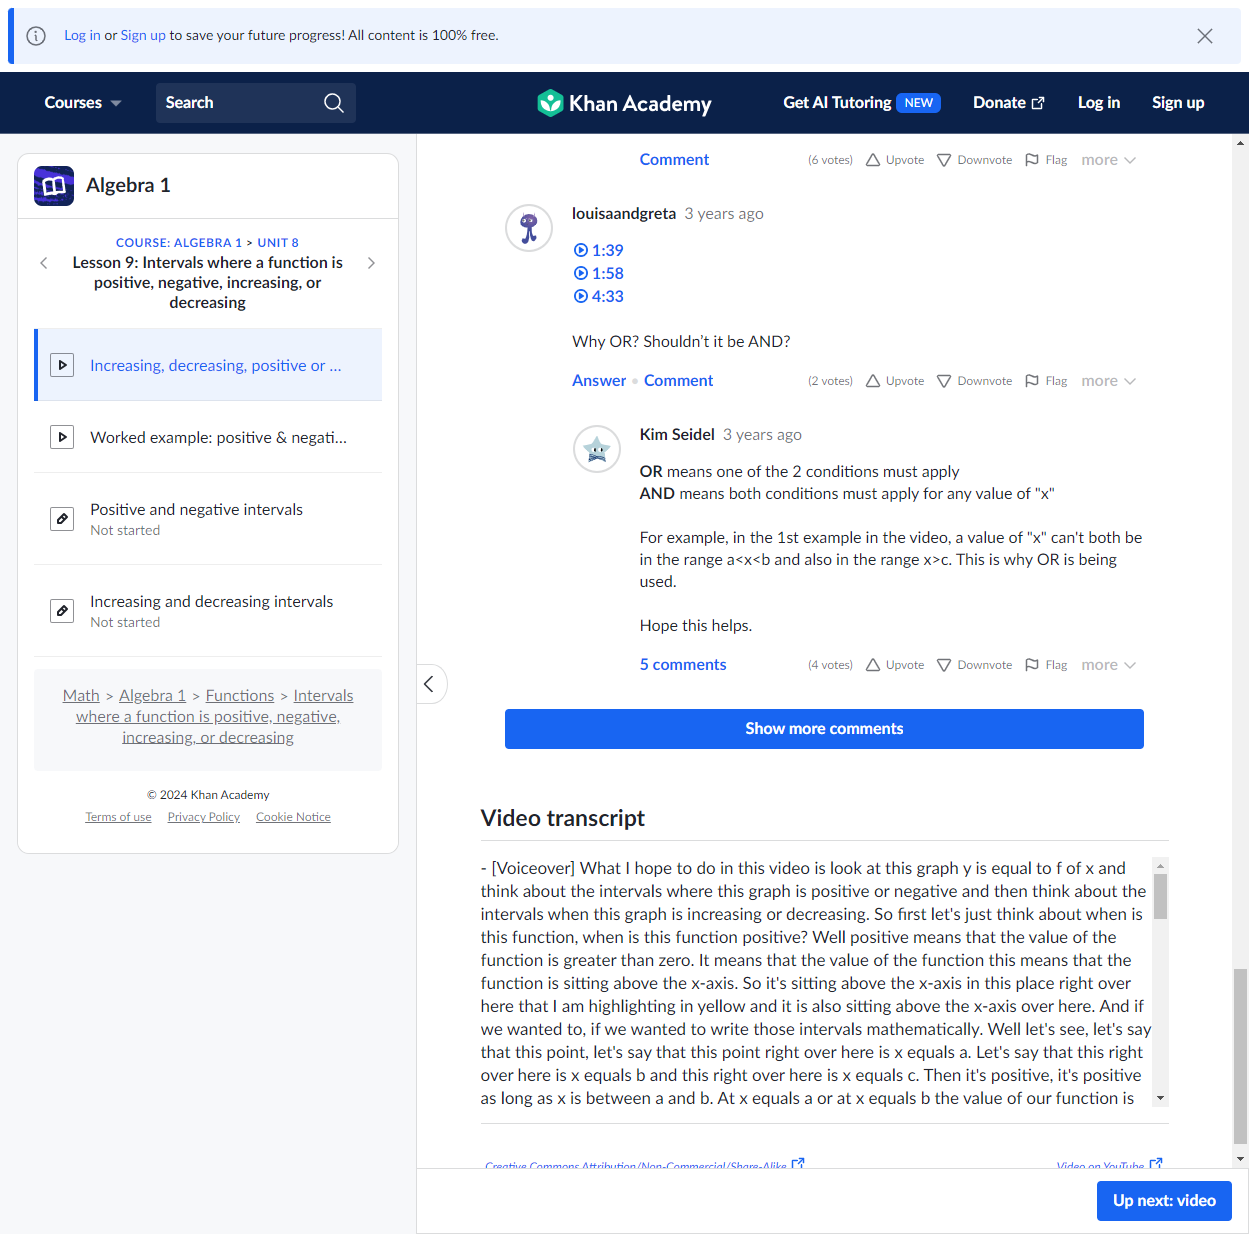 Log in or Sign up to save your future progress! All content is 100% free.
Courses
Search
Khan Academy
Get AI Tutoring NEW
Donate
Log in
Sign up
Algebra 1
COURSE: ALGEBRA 1 > UNIT 8
Lesson 9: Intervals where a function is
positive, negative, increasing, or
decreasing
Increasing, decreasing, positive or ...
Worked example: positive & negati...
Positive and negative intervals
Not started
Increasing and decreasing intervals
Not started
Math > Algebra 1 > Functions > Intervals
where a function is positive, negative,
increasing, or decreasing
© 2024 Khan Academy
Terms of use Privacy Policy Cookie Notice
Comment (6 votes) Upvote Downvote Flag more
louisaandgreta 3 years ago
1:39
1:58
4:33
Why OR? Shouldn't it be AND?
Answer • Comment (2 votes) Upvote Downvote Flag more
Kim Seidel 3 years ago
OR means one of the 2 conditions must apply
AND means both conditions must apply for any value of "x"
For example, in the 1st example in the video, a value of "x" can't both be
in the range a<x<b and also in the range x>c. This is why OR is being
used.
Hope this helps.
5 comments (4 votes) Upvote Downvote Flag more
Show more comments
Video transcript
- [Voiceover] What I hope to do in this video is look at this graph y is equal to f of x and
think about the intervals where this graph is positive or negative and then think about the
intervals when this graph is increasing or decreasing. So first let's just think about when is
this function, when is this function positive? Well positive means that the value of the
function is greater than zero. It means that the value of the function this means that the
function is sitting above the x-axis. So it's sitting above the x-axis in this place right over
here that I am highlighting in yellow and it is also sitting above the x-axis over here. And if
we wanted to, if we wanted to write those intervals mathematically. Well let's see, let's say
that this point, let's say that this point right over here is x equals a. Let's say that this right
over here is x equals b and this right over here is x equals c. Then it's positive, it's positive
as long as x is between a and b. At x equals a or at x equals b the value of our function is
Creative Commons Attribution/Non-Commercial/Share-Alike
Video on YouTube
Up next: video